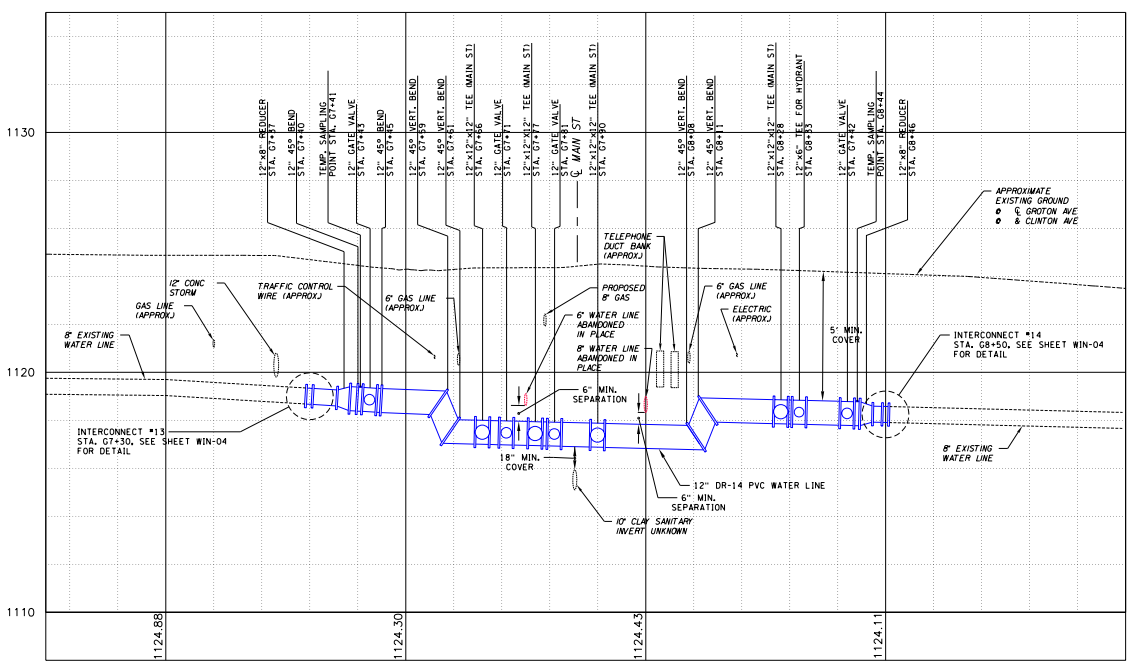 12"x8" REDUCER
STA. G7+37
12" 45° BEND
STA. G7+40
TEMP. SAMPLING
POINT STA. G7+41
12" GATE VALVE
STA. G7+43
12" 45° BEND
STA. G7+45
12" 45° VERT. BEND
STA. G7+59
12" 45° VERT. BEND
STA. G7+61
12"x12"x12" TEE (MAIN ST)
STA. G7+66
12" GATE VALVE
STA. G7+71
12"x12"x12" TEE (MAIN ST)
STA. G7+77
12" GATE VALVE
STA. G7+81
℄ MAIN ST
12"x12"x12" TEE (MAIN ST)
STA. G7+90
12" 45° VERT. BEND
STA. G8+08
12" 45° VERT. BEND
STA. G8+11
12"x12"x12" TEE (MAIN ST)
STA. G8+28
12"x6" TEE FOR HYDRANT
STA. G8+33
12" GATE VALVE
STA. G7+42
TEMP. SAMPLING
POINT STA. G8+44
12"x8" REDUCER
STA. G8+46
1130
APPROXIMATE
EXISTING GROUND
@ ℄ GROTON AVE
@ & CLINTON AVE
TELEPHONE
DUCT BANK
(APPROX.)
12" CONC
STORM
TRAFFIC CONTROL
WIRE (APPROX.)
GAS LINE
(APPROX.)
6" GAS LINE
(APPROX.)
PROPOSED
8" GAS
6" GAS LINE
(APPROX.)
ELECTRIC
(APPROX.)
6" WATER LINE
ABANDONED
IN PLACE
8" WATER LINE
ABANDONED IN
PLACE
8" EXISTING
WATER LINE
5' MIN.
COVER
INTERCONNECT #14
STA. G8+50, SEE SHEET WIN-04
FOR DETAIL
1120
6" MIN.
SEPARATION
INTERCONNECT #13
STA. G7+30, SEE SHEET WIN-04
FOR DETAIL
18" MIN.
COVER
8" EXISTING
WATER LINE
12" DR-14 PVC WATER LINE
6" MIN.
SEPARATION
10" CLAY SANITARY
INVERT UNKNOWN
1110
1124.88
1124.30
1124.43
1124.11